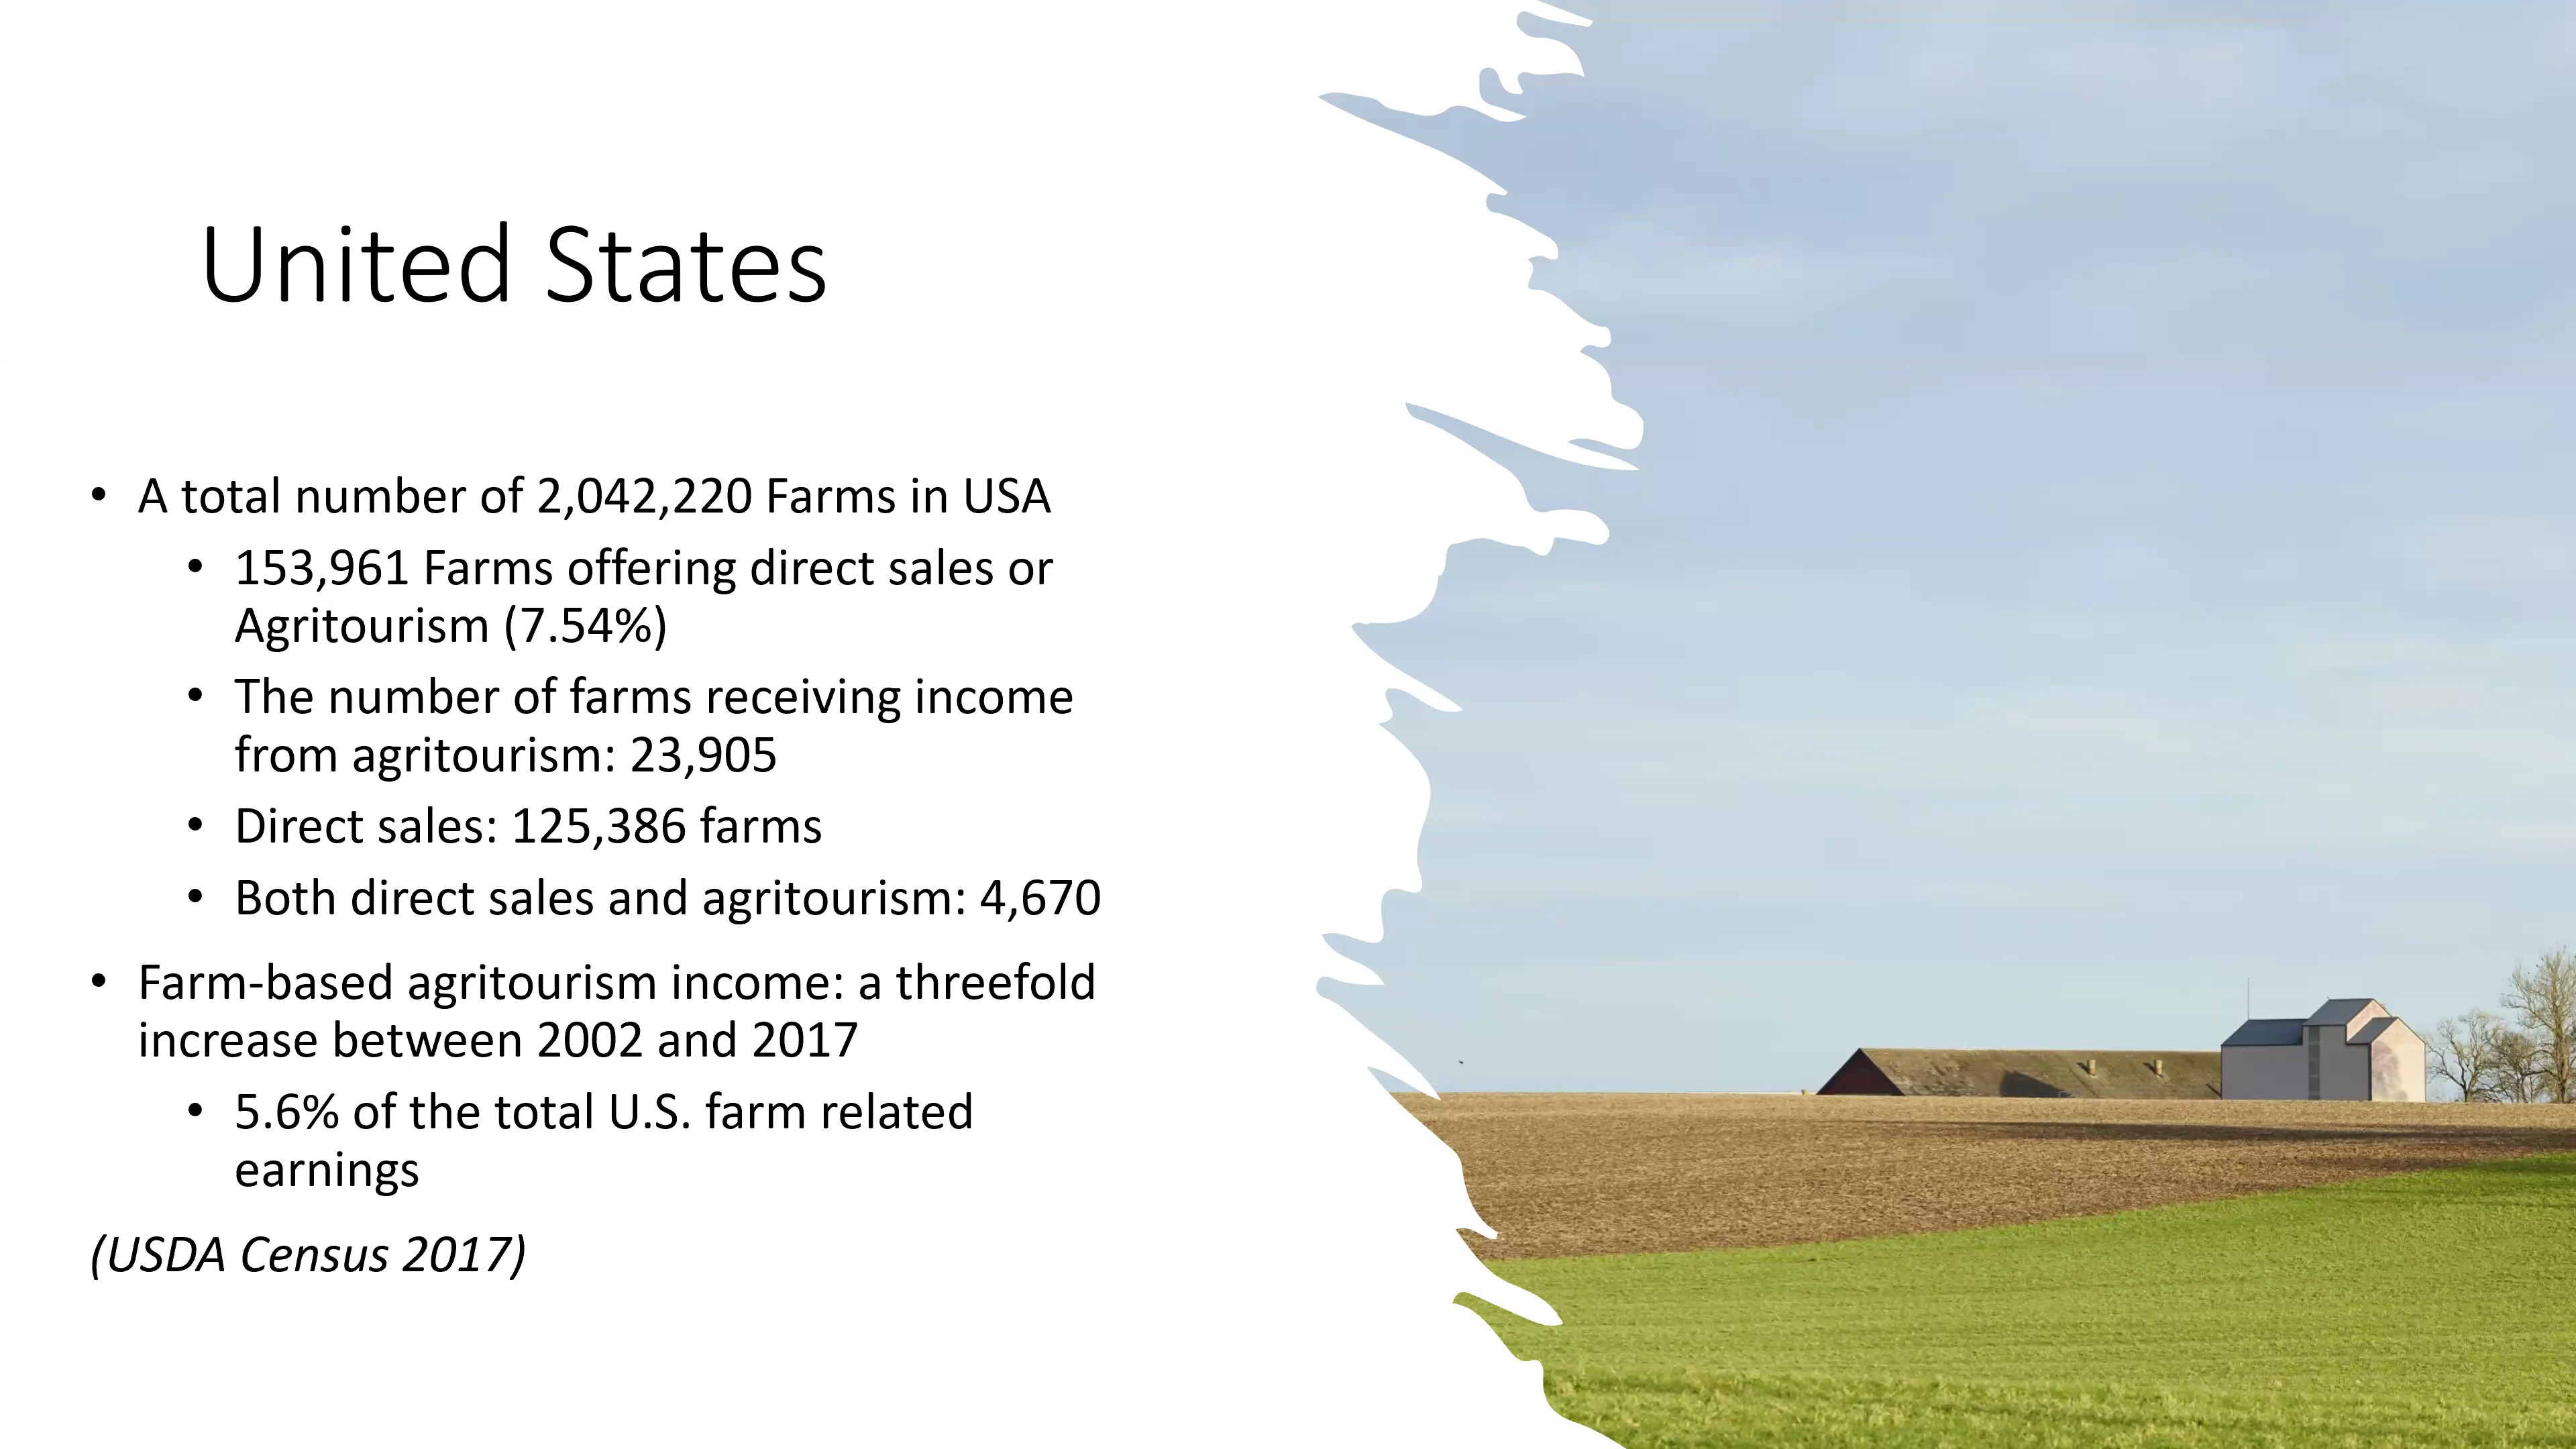 United States
• A total number of 2,042,220 Farms in USA
• 153,961 Farms offering direct sales or
Agritourism (7.54%)
• The number of farms receiving income
from agritourism: 23,905
• Direct sales: 125,386 farms
• Both direct sales and agritourism: 4,670
• Farm-based agritourism income: a threefold
increase between 2002 and 2017
• 5.6% of the total U.S. farm related
earnings
(USDA Census 2017)